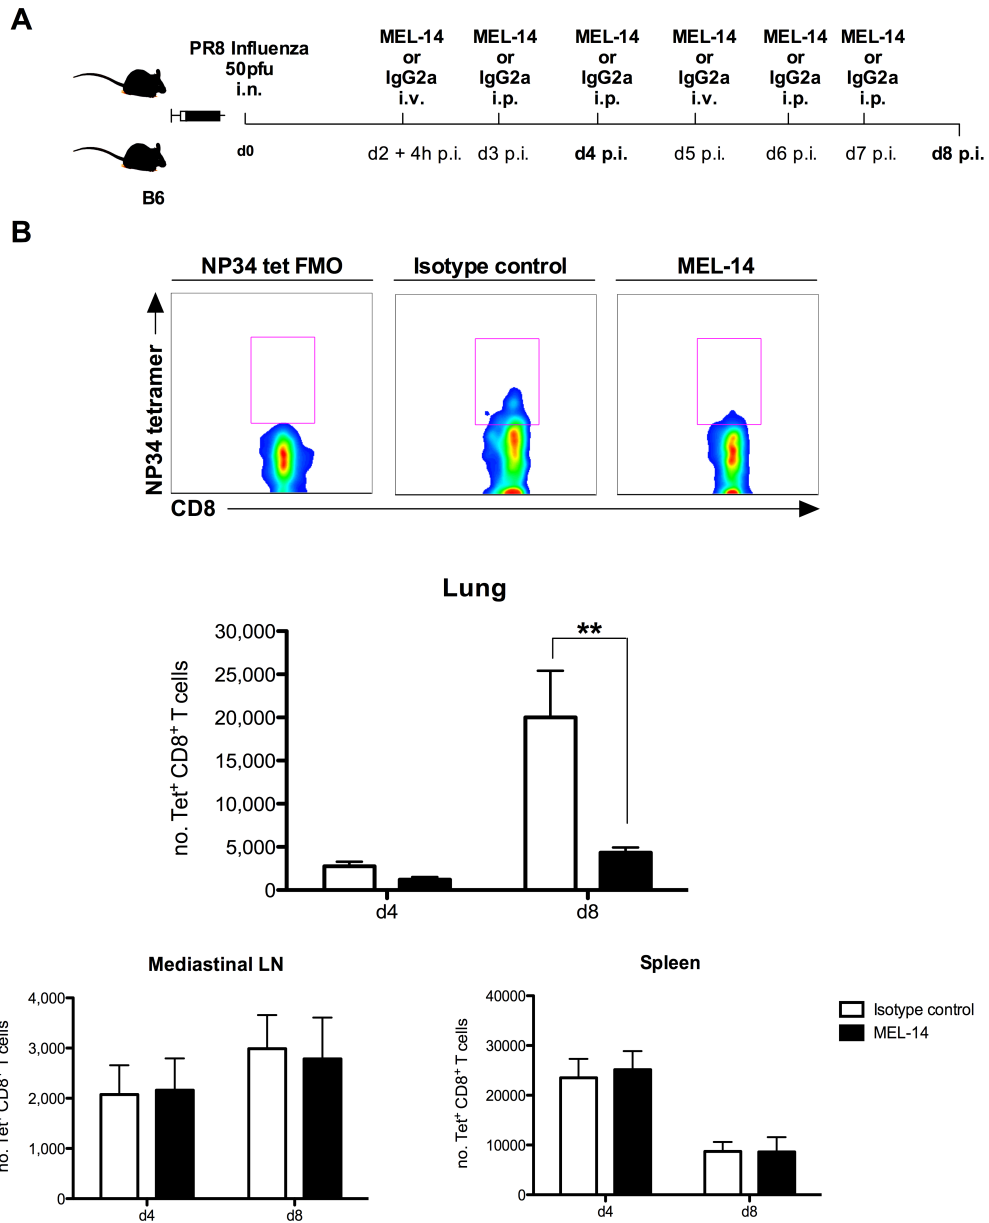 A
PR8 Influenza
50pfu
i.n.
MEL-14
or
IgG2a
i.v.
MEL-14
or
IgG2a
i.p.
MEL-14
or
IgG2a
i.p.
MEL-14
or
IgG2a
i.v.
MEL-14
or
IgG2a
i.p.
MEL-14
or
IgG2a
i.p.
d0
d2 + 4h p.i.
d3 p.i.
d4 p.i.
d5 p.i.
d6 p.i.
d7 p.i.
d8 p.i.
B6
B
NP34 tet FMO
Isotype control
MEL-14
NP34 tetramer
CD8
Lung
no. Tet+ CD8+ T cells
30,000
25,000
20,000
15,000
10,000
5,000
0
**
d4
d8
Mediastinal LN
no. Tet+ CD8+ T cells
4,000
3,000
2,000
1,000
0
d4
d8
Spleen
no. Tet+ CD8+ T cells
40000
30000
20000
10000
0
d4
d8
Isotype control
MEL-14